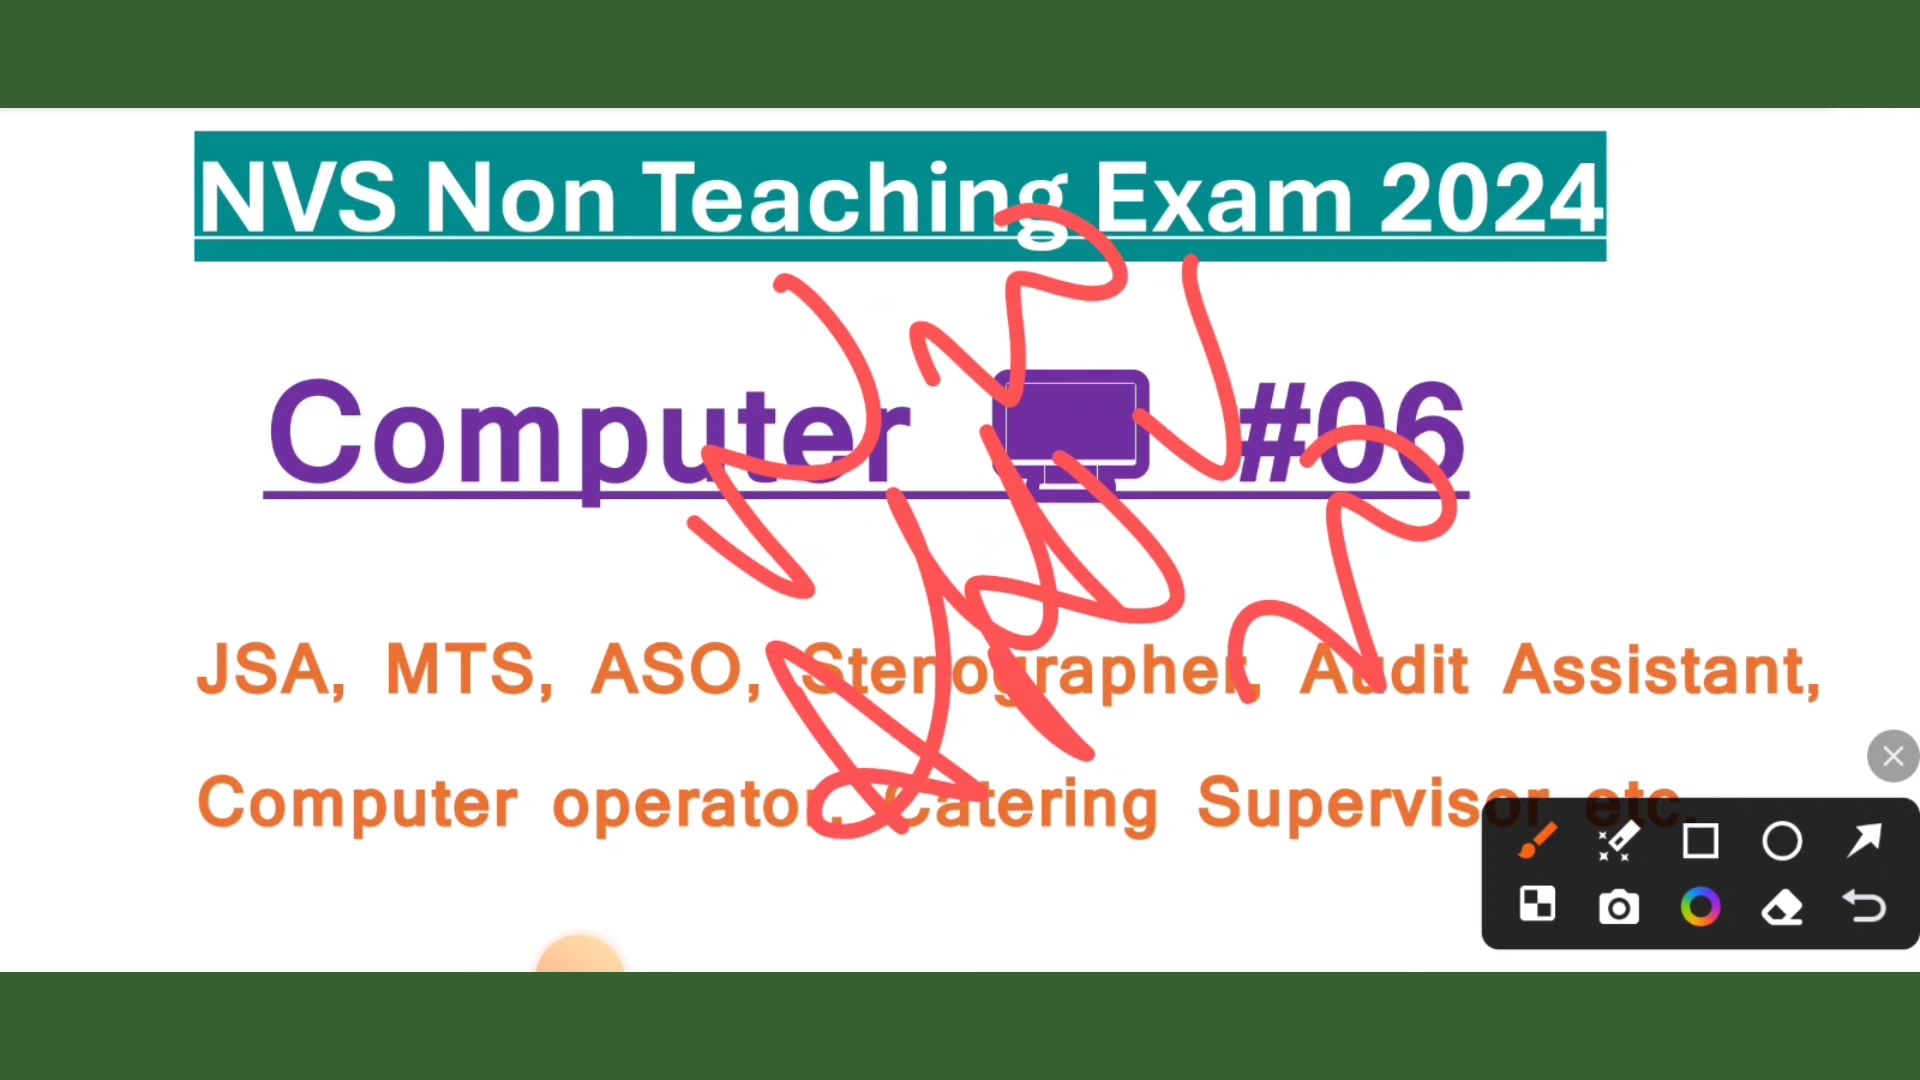 NVS Non Teaching Exam 2024
Computer #06
JSA, MTS, ASO, Stenographer, Audit Assistant,
Computer operator, Catering Supervisor etc.